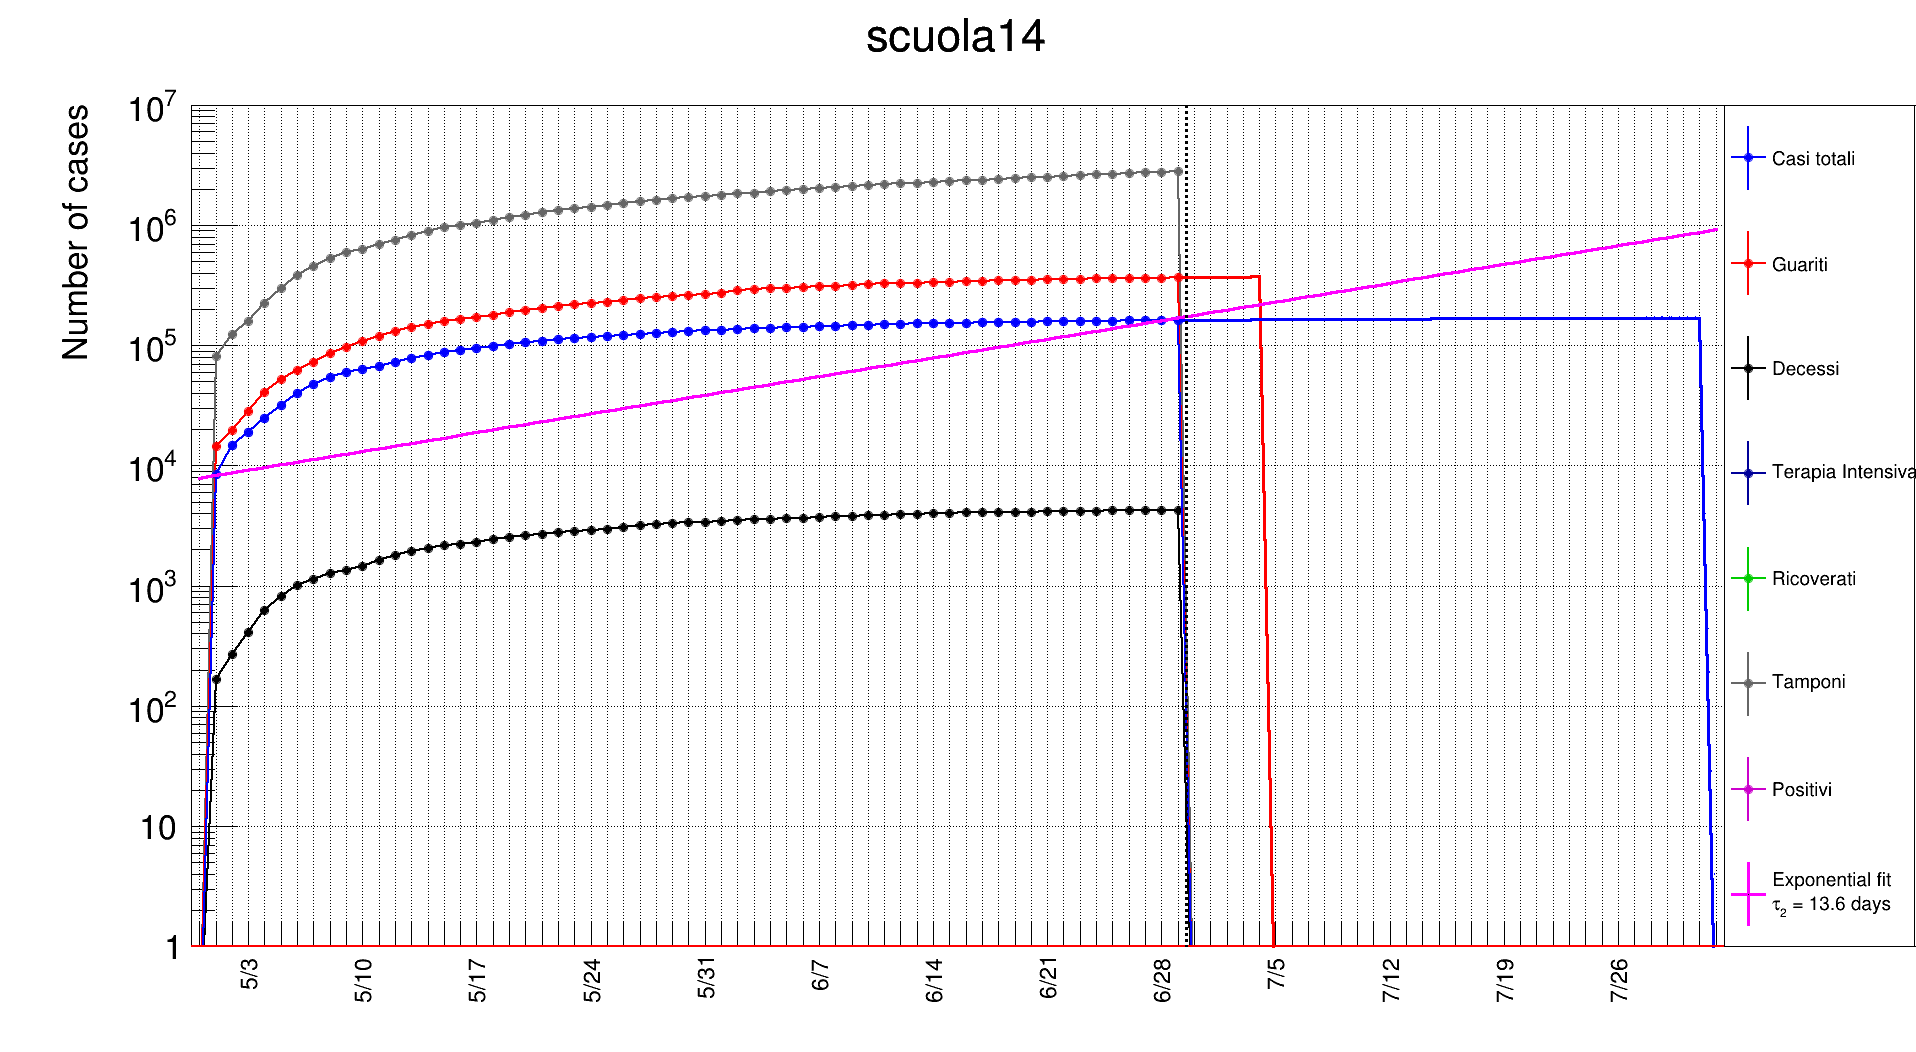 scuola14
Number of cases
10^7
10^6
10^5
10^4
10^3
10^2
10
1
5/3
5/10
5/17
5/24
5/31
6/7
6/14
6/21
6/28
7/5
7/12
7/19
7/26
Casi totali
Guariti
Decessi
Terapia Intensiva
Ricoverati
Tamponi
Positivi
Exponential fit
τ_2 = 13.6 days